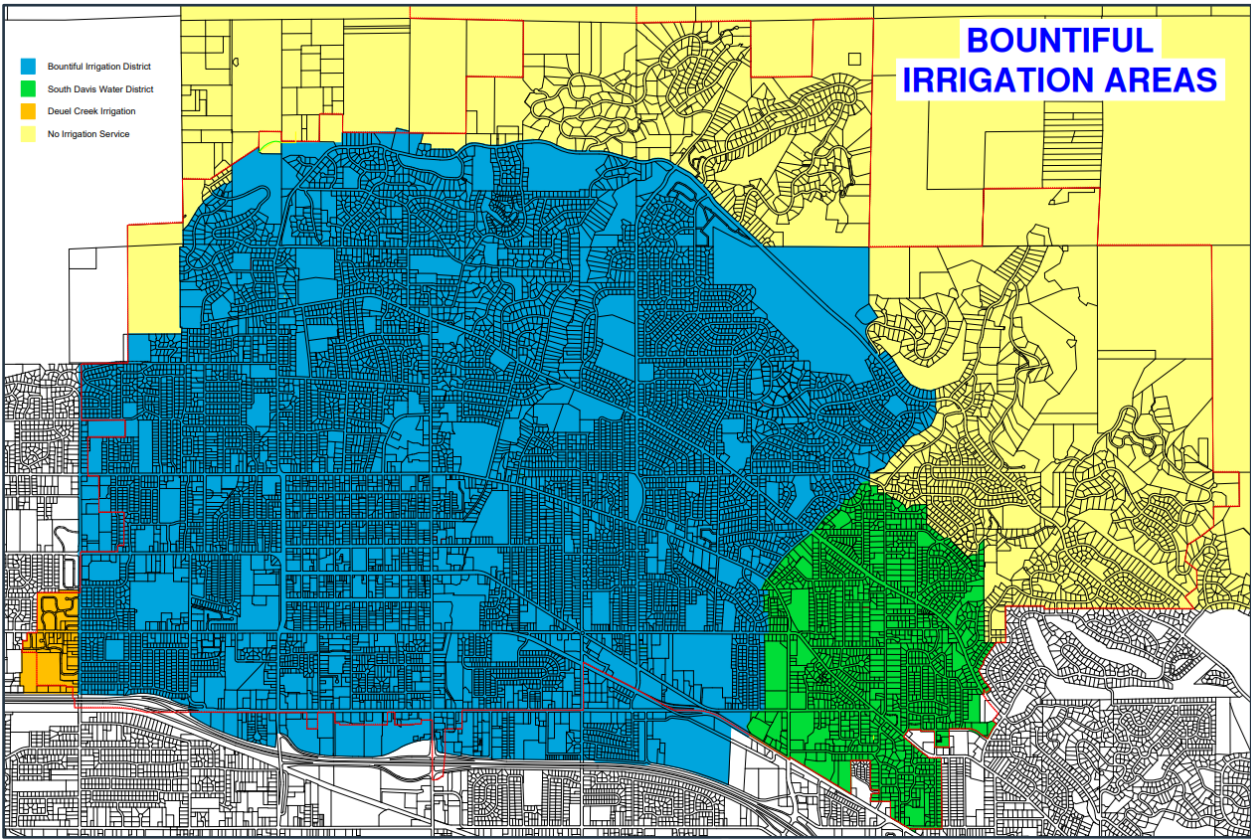 BOUNTIFUL
IRRIGATION AREAS
Bountiful Irrigation District
South Davis Water District
Deuel Creek Irrigation
No Irrigation Service